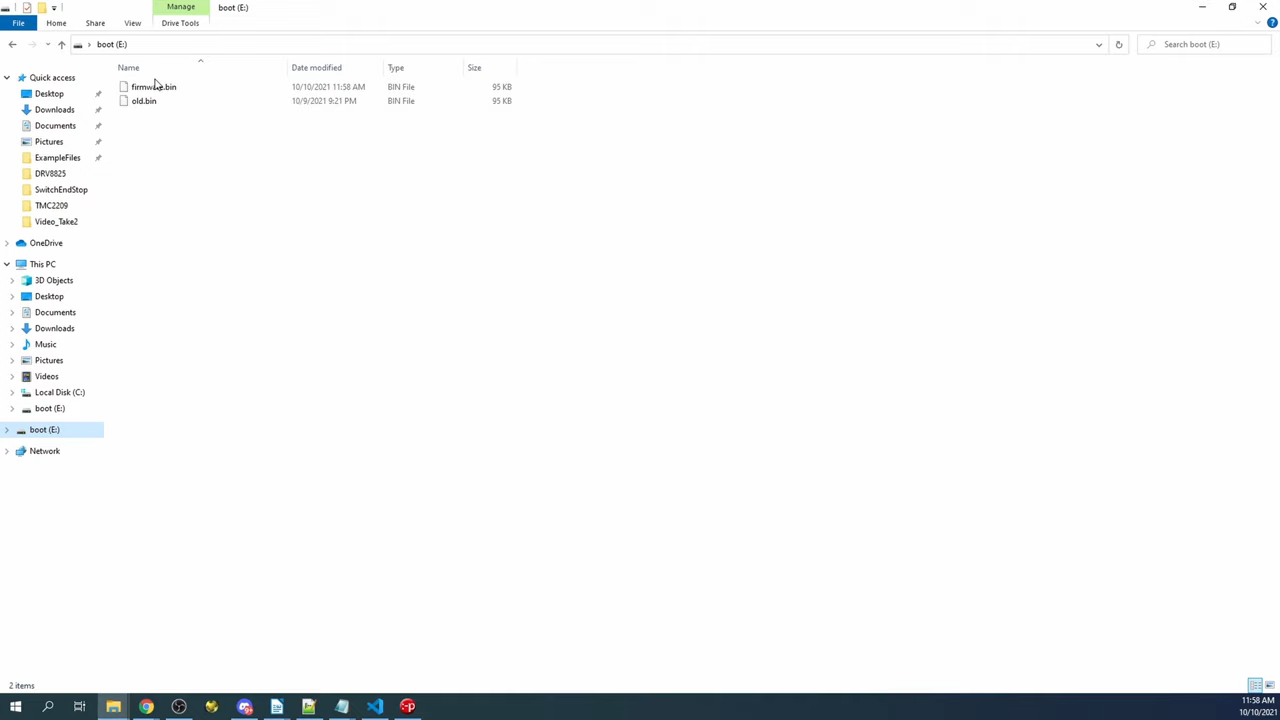 Manage
boot (E:)
File
Home
Share
View
Drive Tools
boot (E:)
Search boot (E:)
Name
Date modified
Type
Size
firmware.bin
10/10/2021 11:58 AM
BIN File
95 KB
old.bin
10/9/2021 9:21 PM
BIN File
95 KB
Quick access
Desktop
Downloads
Documents
Pictures
ExampleFiles
DRV8825
SwitchEndStop
TMC2209
Video_Take2
OneDrive
This PC
3D Objects
Desktop
Documents
Downloads
Music
Pictures
Videos
Local Disk (C:)
boot (E:)
boot (E:)
Network
2 items
11:58 AM
10/10/2021